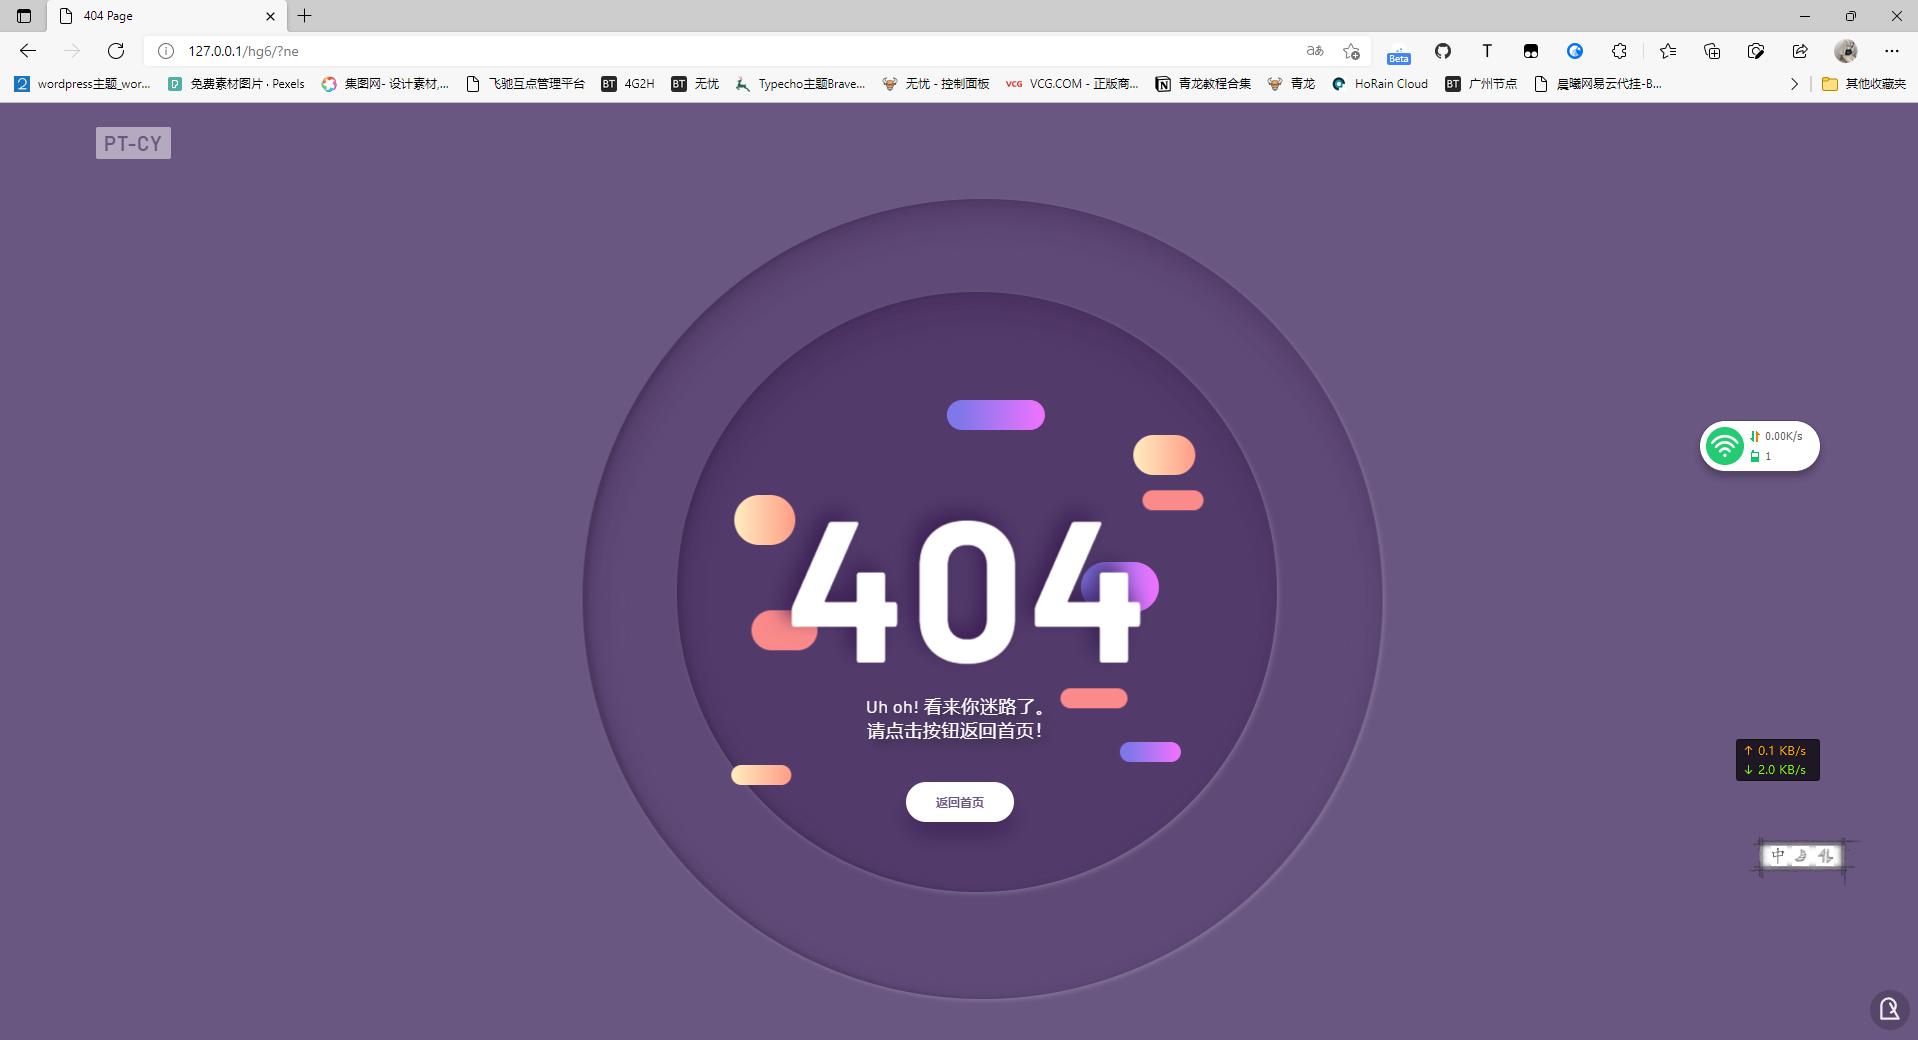 404 Page
127.0.0.1/hg6/?ne
aあ
Beta
T
wordpress主题_wor...
免费素材图片 · Pexels
集图网- 设计素材,...
飞驰互点管理平台
BT 4G2H
BT 无忧
Typecho主题Brave...
无忧 - 控制面板
VCG VCG.COM - 正版商...
青龙教程合集
青龙
HoRain Cloud
BT 广州节点
晨曦网易云代挂-B...
其他收藏夹
PT-CY
404
Uh oh! 看来你迷路了。
请点击按钮返回首页!
返回首页
0.00K/s
1
↑ 0.1 KB/s
↓ 2.0 KB/s
中